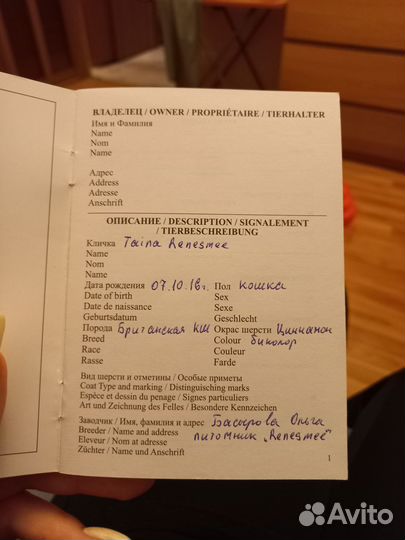 ВЛАДЕЛЕЦ / OWNER / PROPRIÉTAIRE / TIERHALTER
Имя и Фамилия
Name
Nom
Name
Адрес
Address
Adresse
Anschrift
ОПИСАНИЕ / DESCRIPTION / SIGNALEMENT
/ TIERBESCHREIBUNG
Кличка Taina Renesmee
Name
Nom
Name
Дата рождения 07.10.18г. Пол кошка
Date of birth Sex
Date de naissance Sexe
Geburtsdatum Geschlecht
Порода Британская КШ Окрас шерсти Циннамон
Breed Colour биколор
Race Couleur
Rasse Farde
Вид шерсти и отметины / Особые приметы
Coat Type and marking / Distinguisching marks
Espèce et dessin du penage / Signes particuliers
Art und Zeichnung des Felles / Besondere Kennzeichen
Заводчик / Имя, фамилия и адрес Ольга
Breeder / Name and address питомник „Renesmee"
Eleveur / Nom at adresse
Züchter / Name und Anschrift
1
Avito